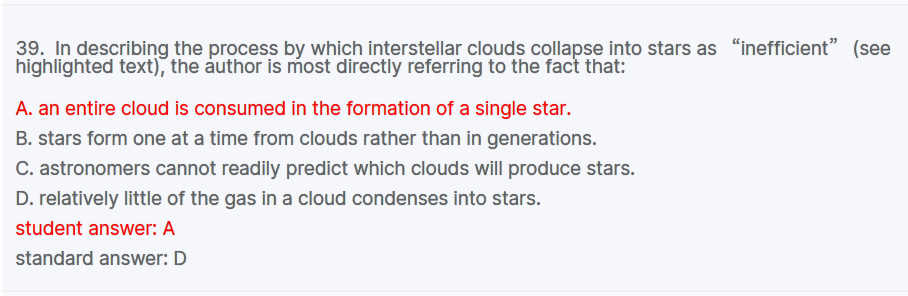 39.  In describing the process by which interstellar clouds collapse into stars as “inefficient” (see
highlighted text), the author is most directly referring to the fact that:
A. an entire cloud is consumed in the formation of a single star.
B. stars form one at a time from clouds rather than in generations.
C. astronomers cannot readily predict which clouds will produce stars.
D. relatively little of the gas in a cloud condenses into stars.
student answer: A
standard answer: D